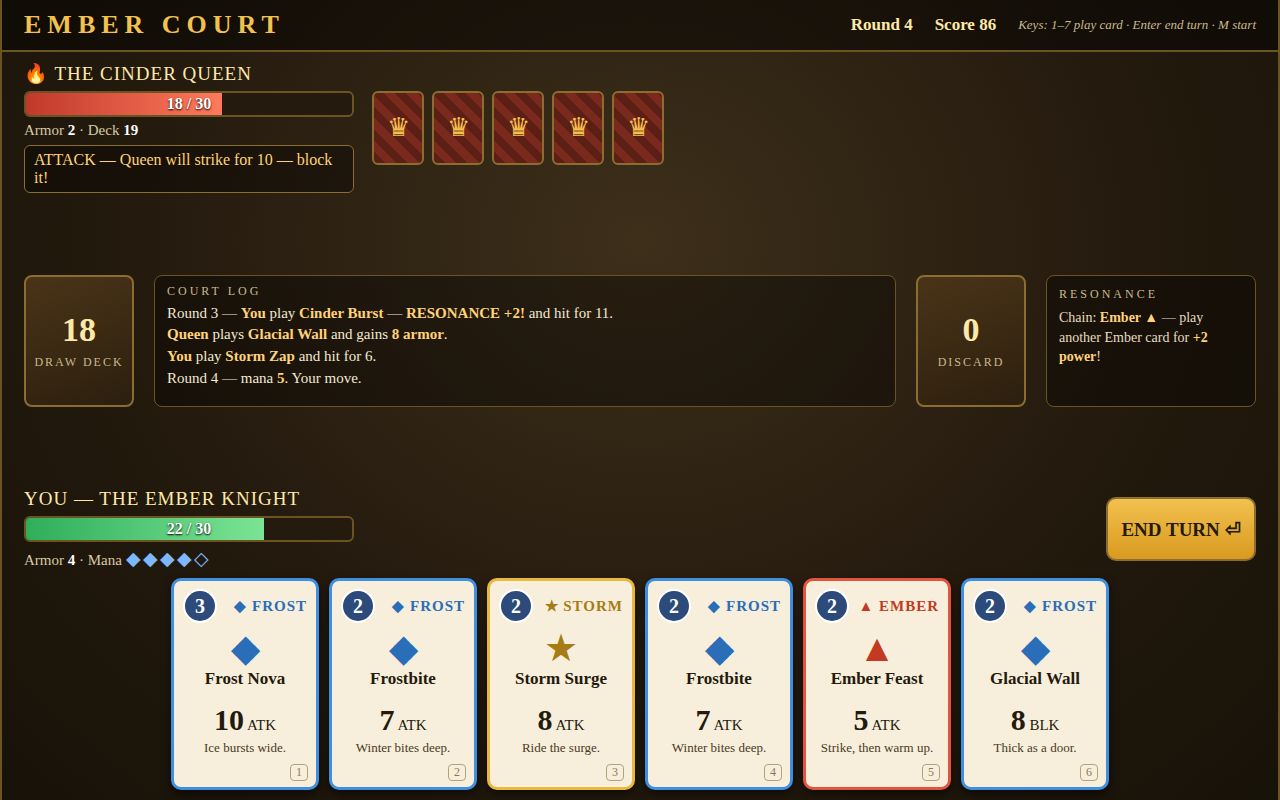 EMBER COURT
Round 4 Score 86 Keys: 1–7 play card · Enter end turn · M start
🔥 THE CINDER QUEEN
18 / 30
Armor 2 · Deck 19
ATTACK — Queen will strike for 10 — block
it!
18
DRAW DECK
COURT LOG
Round 3 — You play Cinder Burst — RESONANCE +2! and hit for 11.
Queen plays Glacial Wall and gains 8 armor.
You play Storm Zap and hit for 6.
Round 4 — mana 5. Your move.
0
DISCARD
RESONANCE
Chain: Ember ▲ — play
another Ember card for +2
power!
YOU — THE EMBER KNIGHT
22 / 30
Armor 4 · Mana ◆◆◆◆◇
END TURN ⏎
3 ◆ FROST
◆
Frost Nova
10 ATK
Ice bursts wide.
1
2 ◆ FROST
◆
Frostbite
7 ATK
Winter bites deep.
2
2 ★ STORM
★
Storm Surge
8 ATK
Ride the surge.
3
2 ◆ FROST
◆
Frostbite
7 ATK
Winter bites deep.
4
2 ▲ EMBER
▲
Ember Feast
5 ATK
Strike, then warm up.
5
2 ◆ FROST
◆
Glacial Wall
8 BLK
Thick as a door.
6